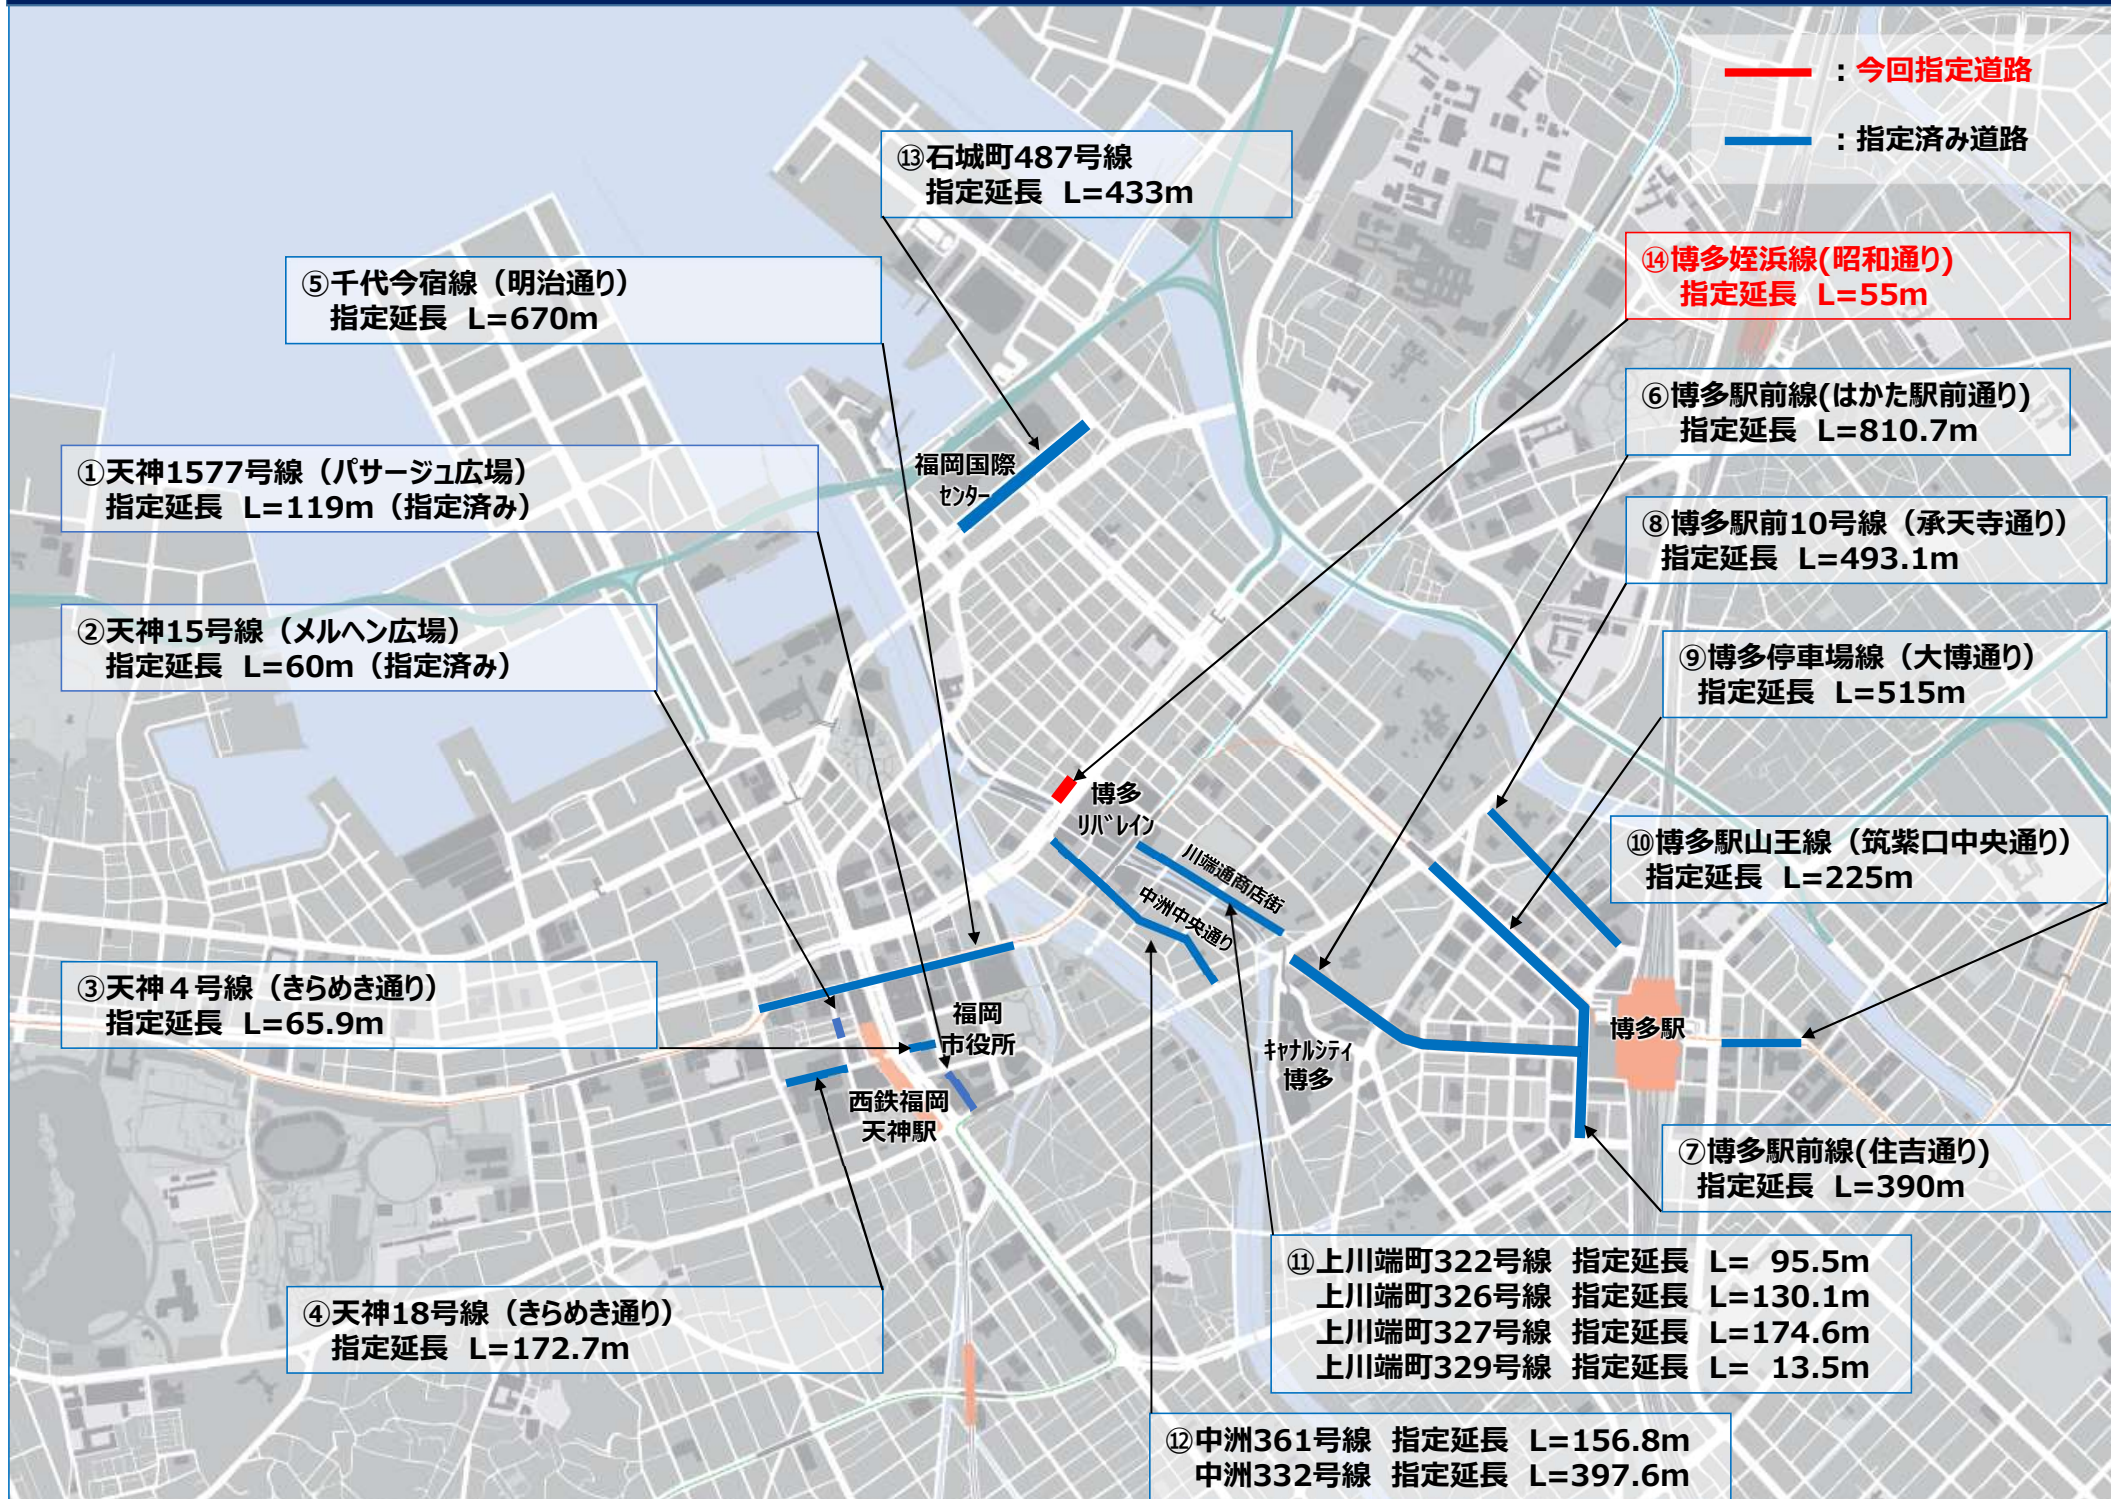 ：今回指定道路
：指定済み道路
⑬石城町487号線
指定延長 L=433m
⑭博多姪浜線(昭和通り)
指定延長 L=55m
⑤千代今宿線（明治通り）
指定延長 L=670m
⑥博多駅前線(はかた駅前通り)
指定延長 L=810.7m
①天神1577号線（パサージュ広場）
指定延長 L=119m（指定済み）
福岡国際
センター
⑧博多駅前10号線（承天寺通り）
指定延長 L=493.1m
②天神15号線（メルヘン広場）
指定延長 L=60m（指定済み）
⑨博多停車場線（大博通り）
指定延長 L=515m
博多
リバレイン
⑩博多駅山王線（筑紫口中央通り）
指定延長 L=225m
川端通商店街
中洲中央通り
③天神４号線（きらめき通り）
指定延長 L=65.9m
福岡
市役所
博多駅
キャナルシティ
博多
西鉄福岡
天神駅
⑦博多駅前線(住吉通り)
指定延長 L=390m
④天神18号線（きらめき通り）
指定延長 L=172.7m
⑪上川端町322号線 指定延長 L= 95.5m
上川端町326号線 指定延長 L=130.1m
上川端町327号線 指定延長 L=174.6m
上川端町329号線 指定延長 L= 13.5m
⑫中洲361号線 指定延長 L=156.8m
中洲332号線 指定延長 L=397.6m